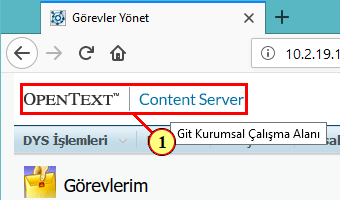 Görevler Yönet
10.2.19.1
OPENTEXT™ Content Server
1
Git Kurumsal Çalışma Alanı
DYS İşlemleri
Görevlerim